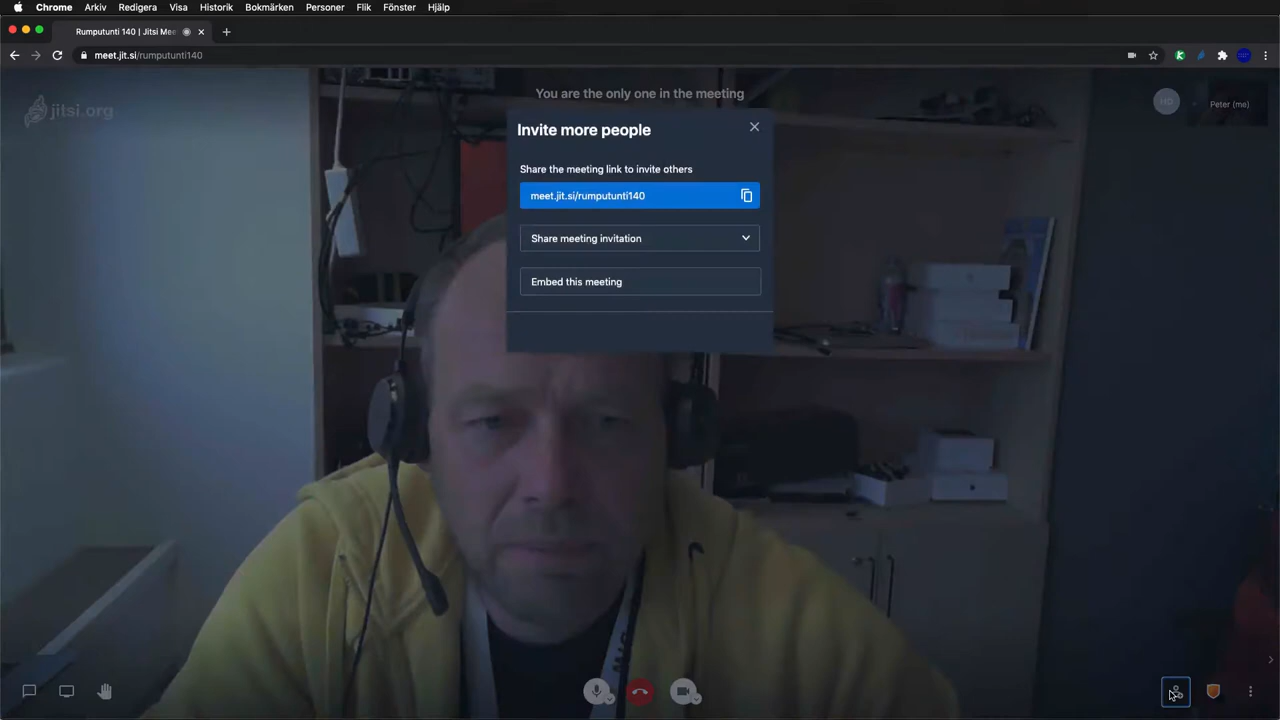 Chrome Arkiv Redigera Visa Historik Bokmärken Personer Flik Fönster Hjälp
Rumputunti 140 | Jitsi Mee
meet.jit.si/rumputunti140
jitsi.org
You are the only one in the meeting
HD
Peter (me)
Invite more people
Share the meeting link to invite others
meet.jit.si/rumputunti140
Share meeting invitation
Embed this meeting